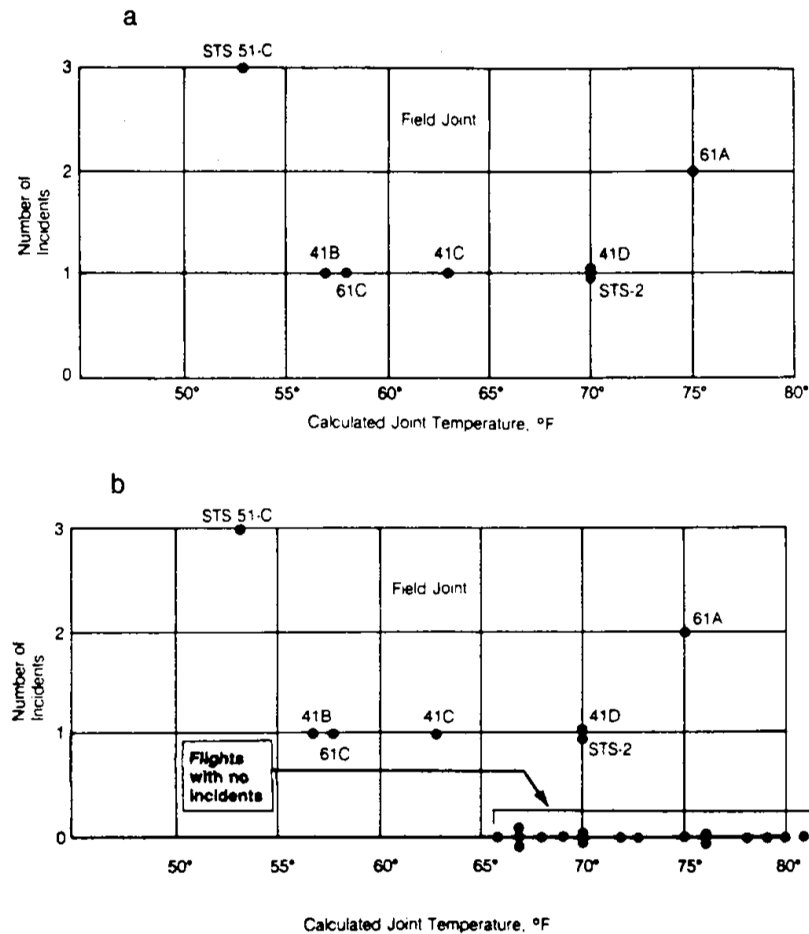 a
STS 51-C
3
Field Joint
61A
2
Number of
Incidents
41B
41C
41D
1
61C
STS-2
0
50° 55° 60° 65° 70° 75° 80°
Calculated Joint Temperature, °F
b
STS 51-C
3
Field Joint
61A
2
Number of
Incidents
41B
41C
41D
1
61C
STS-2
Flights
with no
incidents
0
50° 55° 60° 65° 70° 75° 80°
Calculated Joint Temperature, °F